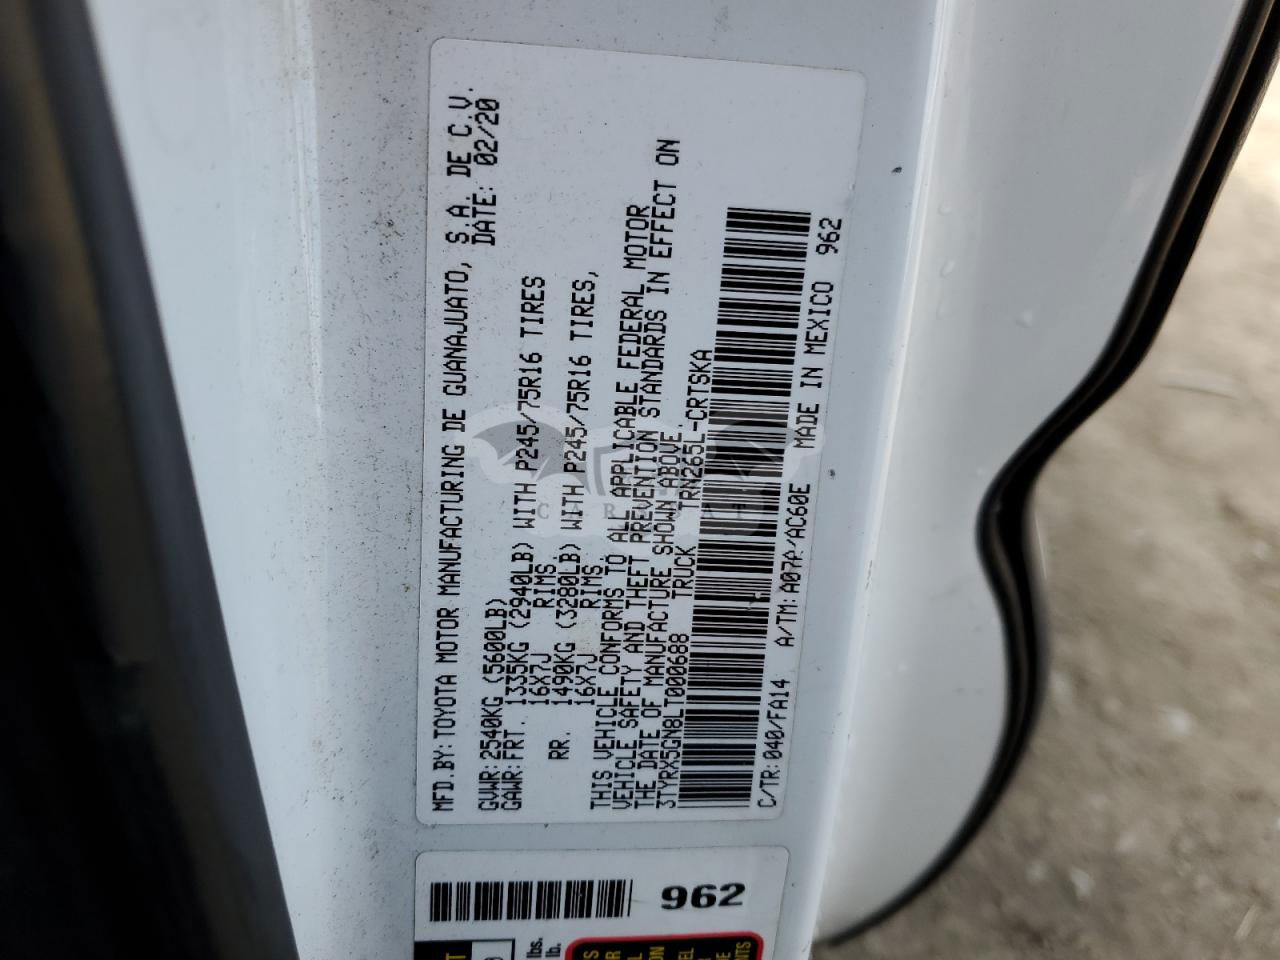 MFD.BY:TOYOTA MOTOR MANUFACTURING DE GUANAJUATO, S.A. DE C.V.
DATE: 02/20
GVWR:2540KG (5600LB)
GAWR:FRT. 1335KG (2940LB) WITH P245/75R16 TIRES
16X7J RIMS,
RR. 1490KG (3280LB) WITH P245/75R16 TIRES,
16X7J RIMS.
THIS VEHICLE CONFORMS TO ALL APPLICABLE FEDERAL MOTOR
VEHICLE SAFETY AND THEFT PREVENTION STANDARDS IN EFFECT ON
THE DATE OF MANUFACTURE SHOWN ABOVE.
3TYRX5GN8LT000688 TRUCK TRN265L-CRTSKA
C/TR:040/FA14 A/TM:A07A/AC60E MADE IN MEXICO 962
962
lbs.
lb.